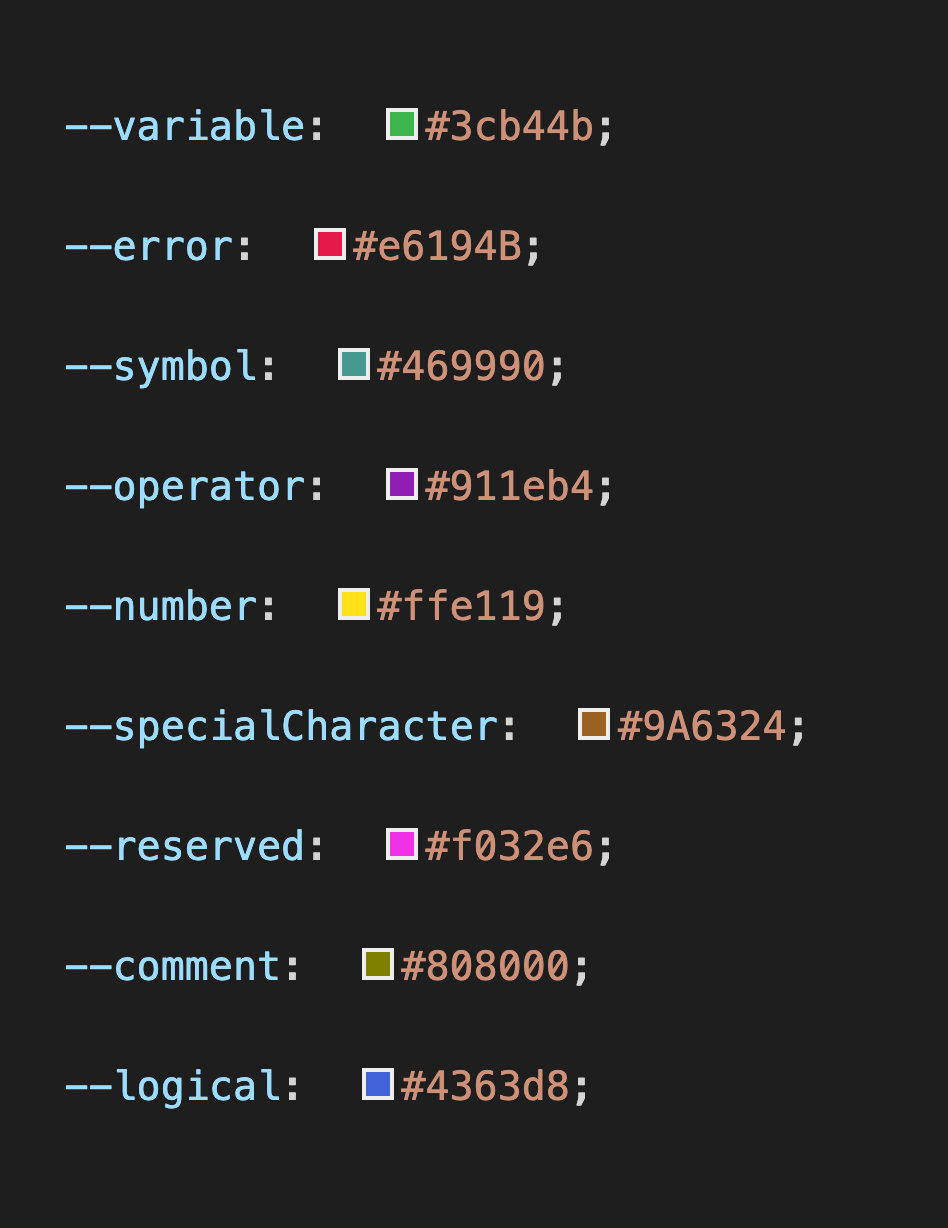 --variable: #3cb44b;
--error: #e6194B;
--symbol: #469990;
--operator: #911eb4;
--number: #ffe119;
--specialCharacter: #9A6324;
--reserved: #f032e6;
--comment: #808000;
--logical: #4363d8;